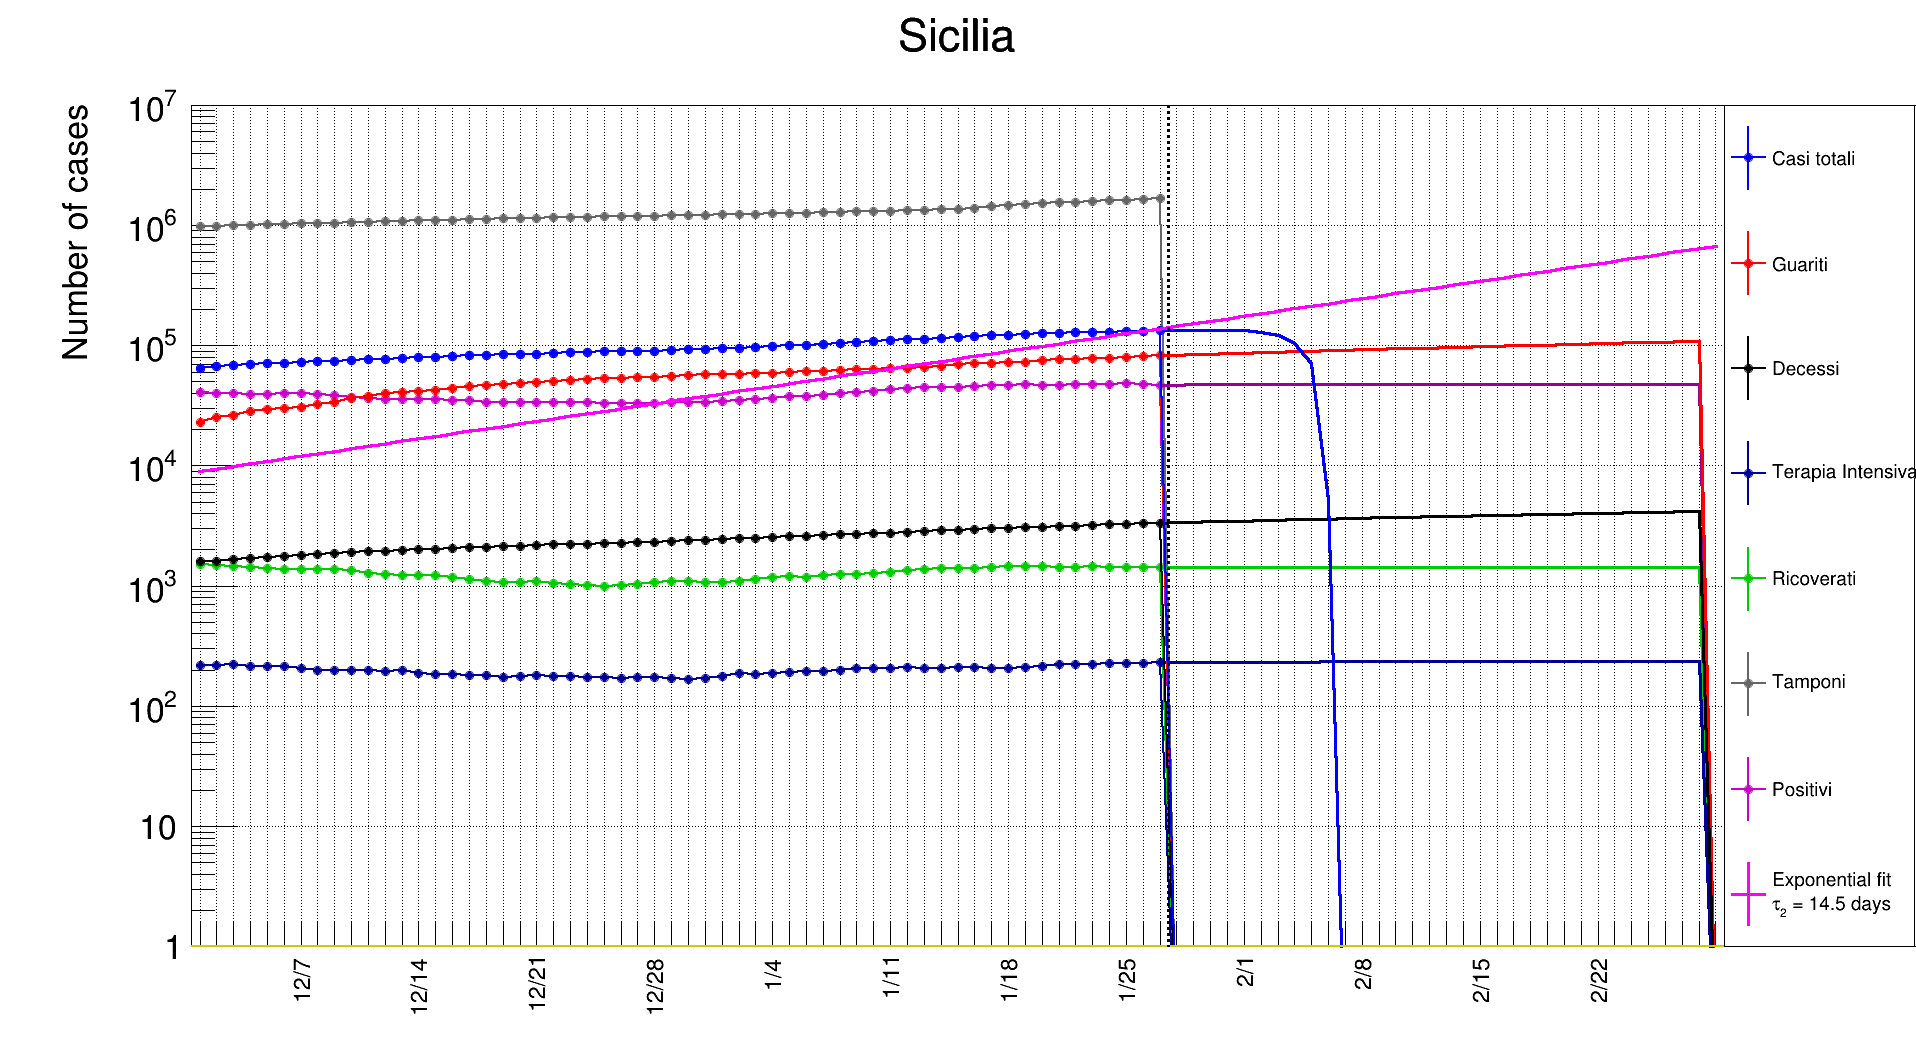 Sicilia
Number of cases
10^7
10^6
10^5
10^4
10^3
10^2
10
1
12/7
12/14
12/21
12/28
1/4
1/11
1/18
1/25
2/1
2/8
2/15
2/22
Casi totali
Guariti
Decessi
Terapia Intensiva
Ricoverati
Tamponi
Positivi
Exponential fit
τ₂ = 14.5 days